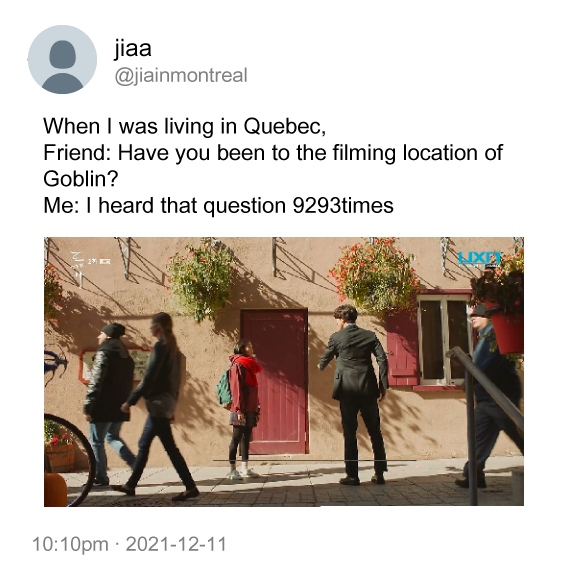 jiaa
@jiainmontreal
When I was living in Quebec,
Friend: Have you been to the filming location of
Goblin?
Me: I heard that question 9293times
10:10pm · 2021-12-11